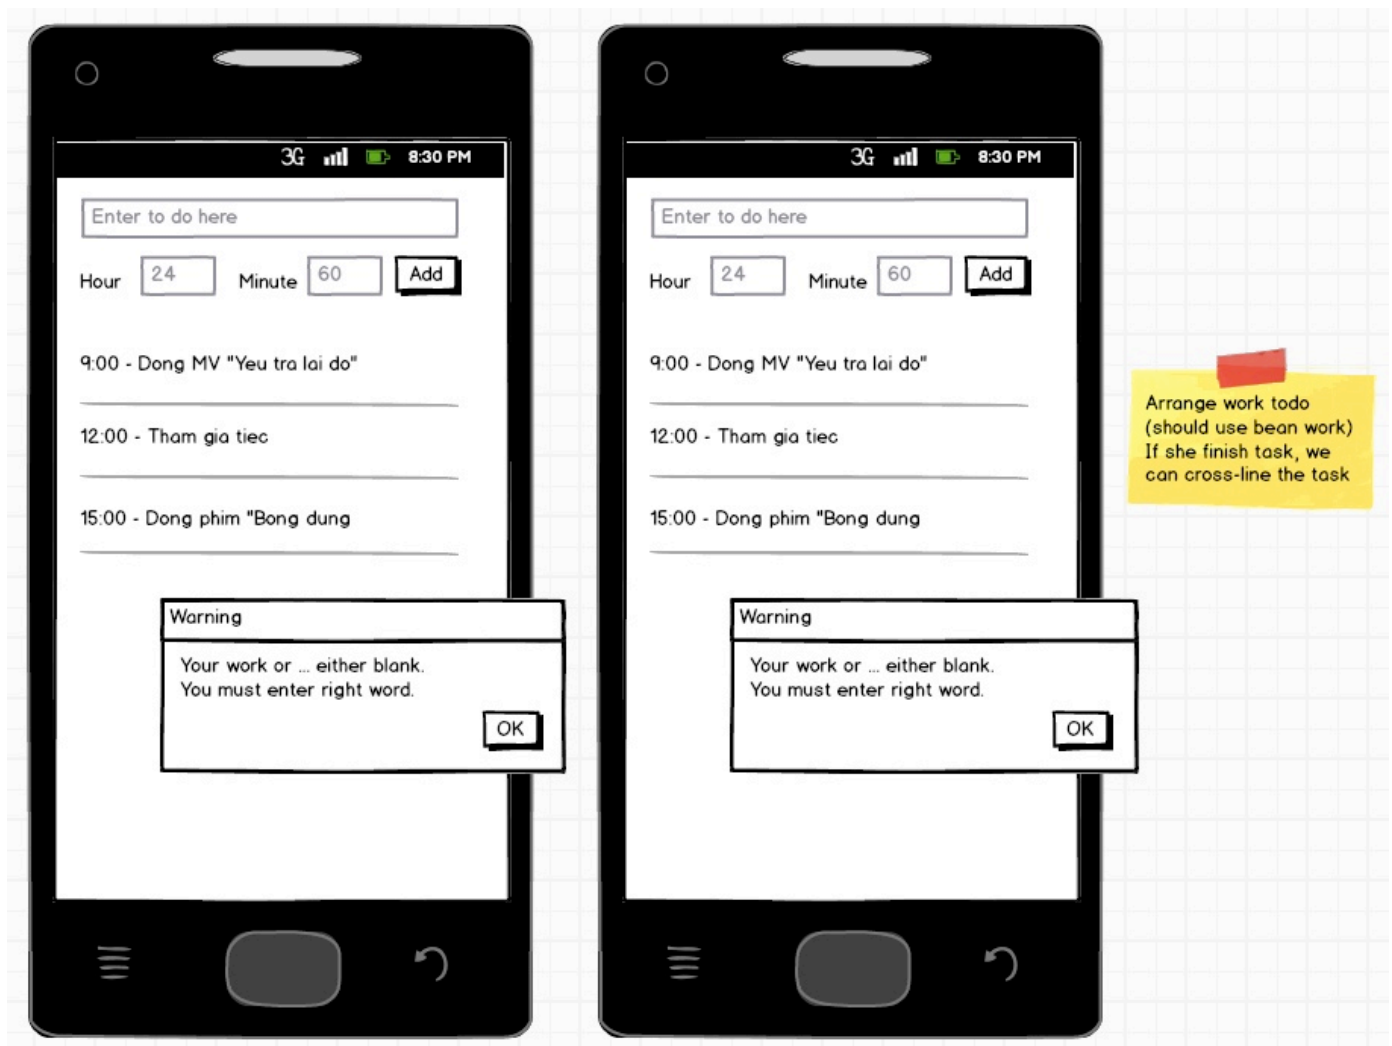 3G 8:30 PM
Enter to do here
Hour 24 Minute 60 Add
9:00 - Dong MV "Yeu tra lai do"
12:00 - Tham gia tiec
15:00 - Dong phim "Bong dung
Warning
Your work or ... either blank.
You must enter right word.
OK
3G 8:30 PM
Enter to do here
Hour 24 Minute 60 Add
9:00 - Dong MV "Yeu tra lai do"
12:00 - Tham gia tiec
15:00 - Dong phim "Bong dung
Warning
Your work or ... either blank.
You must enter right word.
OK
Arrange work todo
(should use bean work)
If she finish task, we
can cross-line the task